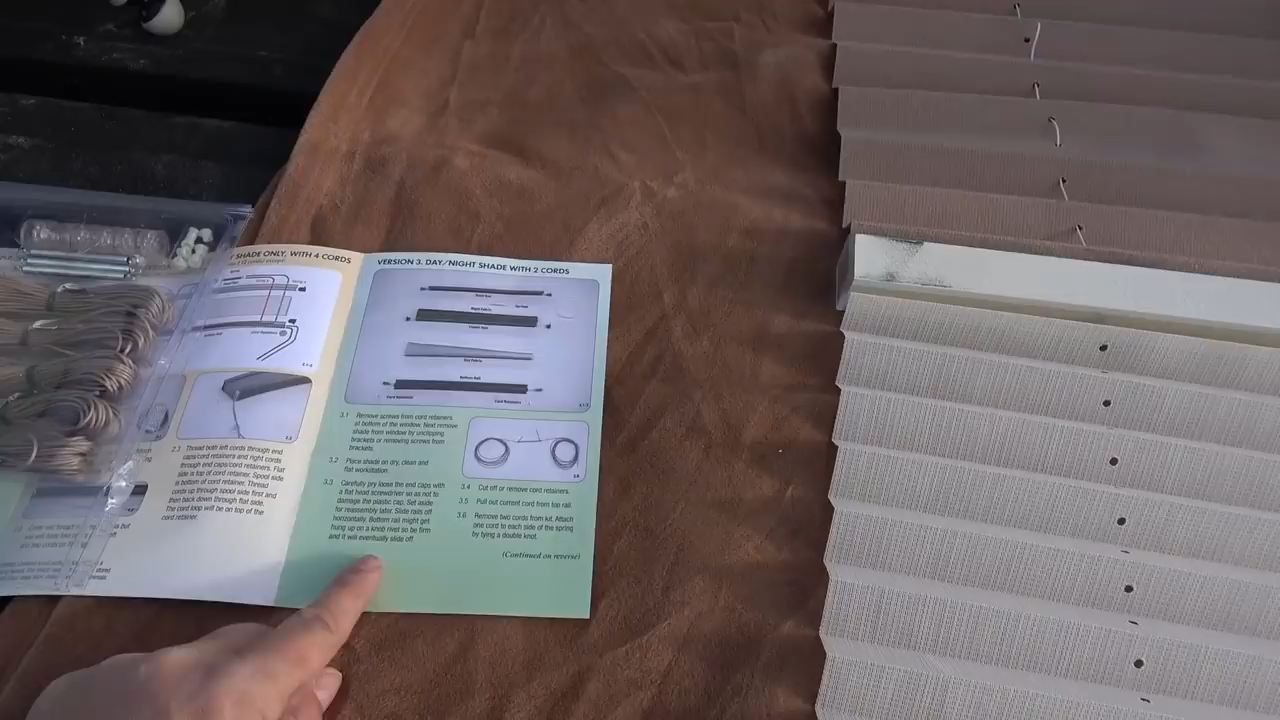 SHADE ONLY, WITH 4 CORDS
2.3 Thread both left cords through end
caps/cord retainers and right cords
through end caps/cord retainers. Flat
side is top of cord retainer. Spool side
is bottom of cord retainer. Thread
cords up through spool side first and
then back down through flat side.
The cord loop will be on top of the
cord retainer.
VERSION 3. DAY/NIGHT SHADE WITH 2 CORDS
Day Fabric
Bottom Rail
Cord Retainers
3.1 Remove screws from cord retainers
at bottom of the window. Next remove
shade from window by unclipping
brackets or removing screws from
brackets.
3.2 Place shade on dry, clean and
flat workstation.
3.3 Carefully pry loose the end caps with
a flat head screwdriver so as not to
damage the plastic cap. Set aside
for reassembly later. Slide rails off
horizontally. Bottom rail might get
hung up on a knob rivet so be firm
and it will eventually slide off.
3.4 Cut off or remove cord retainers.
3.5 Pull out current cord from top rail.
3.6 Remove two cords from kit. Attach
one cord to each side of the spring
by tying a double knot.
(Continued on reverse)